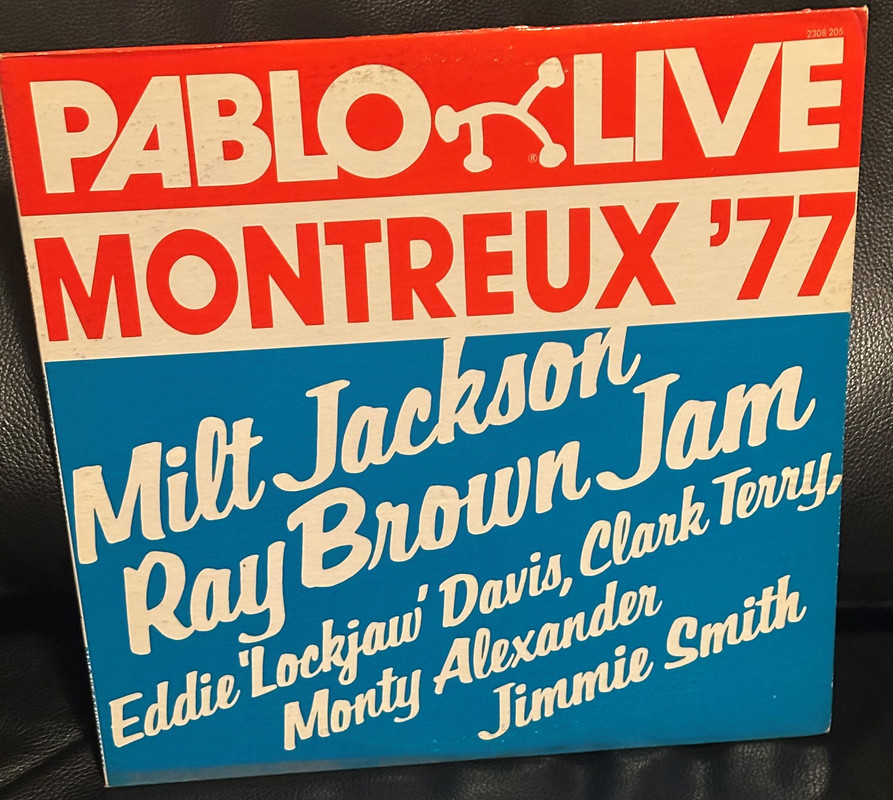 2308 205
PABLO LIVE
®
MONTREUX '77
Milt Jackson
Ray Brown Jam
Eddie "Lockjaw' Davis, Clark Terry,
Monty Alexander
Jimmie Smith